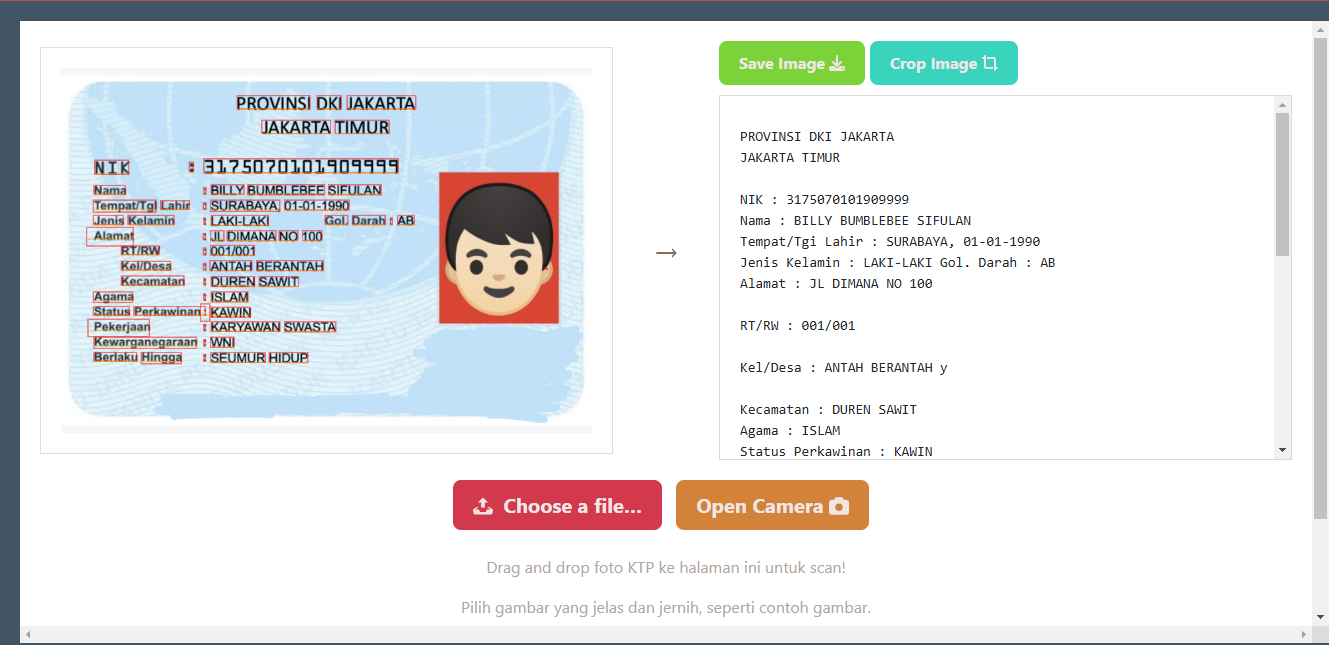 PROVINSI DKI JAKARTA
JAKARTA TIMUR
NIK : 3175070101909999
Nama : BILLY BUMBLEBEE SIFULAN
Tempat/Tgl Lahir : SURABAYA, 01-01-1990
Jenis Kelamin : LAKI-LAKI Gol. Darah : AB
Alamat : JL DIMANA NO 100
RT/RW : 001/001
Kel/Desa : ANTAH BERANTAH
Kecamatan : DUREN SAWIT
Agama : ISLAM
Status Perkawinan : KAWIN
Pekerjaan : KARYAWAN SWASTA
Kewarganegaraan : WNI
Berlaku Hingga : SEUMUR HIDUP
→
Save Image
Crop Image
PROVINSI DKI JAKARTA
JAKARTA TIMUR
NIK : 3175070101909999
Nama : BILLY BUMBLEBEE SIFULAN
Tempat/Tgi Lahir : SURABAYA, 01-01-1990
Jenis Kelamin : LAKI-LAKI Gol. Darah : AB
Alamat : JL DIMANA NO 100
RT/RW : 001/001
Kel/Desa : ANTAH BERANTAH y
Kecamatan : DUREN SAWIT
Agama : ISLAM
Status Perkawinan : KAWIN
Choose a file...
Open Camera
Drag and drop foto KTP ke halaman ini untuk scan!
Pilih gambar yang jelas dan jernih, seperti contoh gambar.